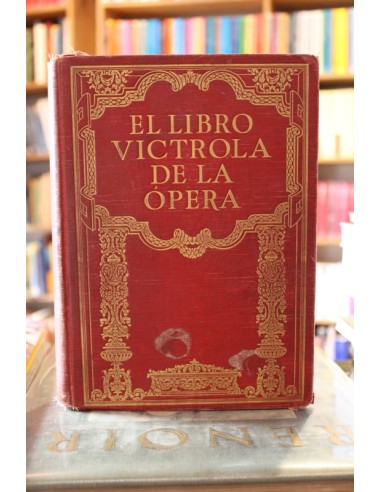 EL LIBRO
VICTROLA
DE LA
ÓPERA
RENOIR